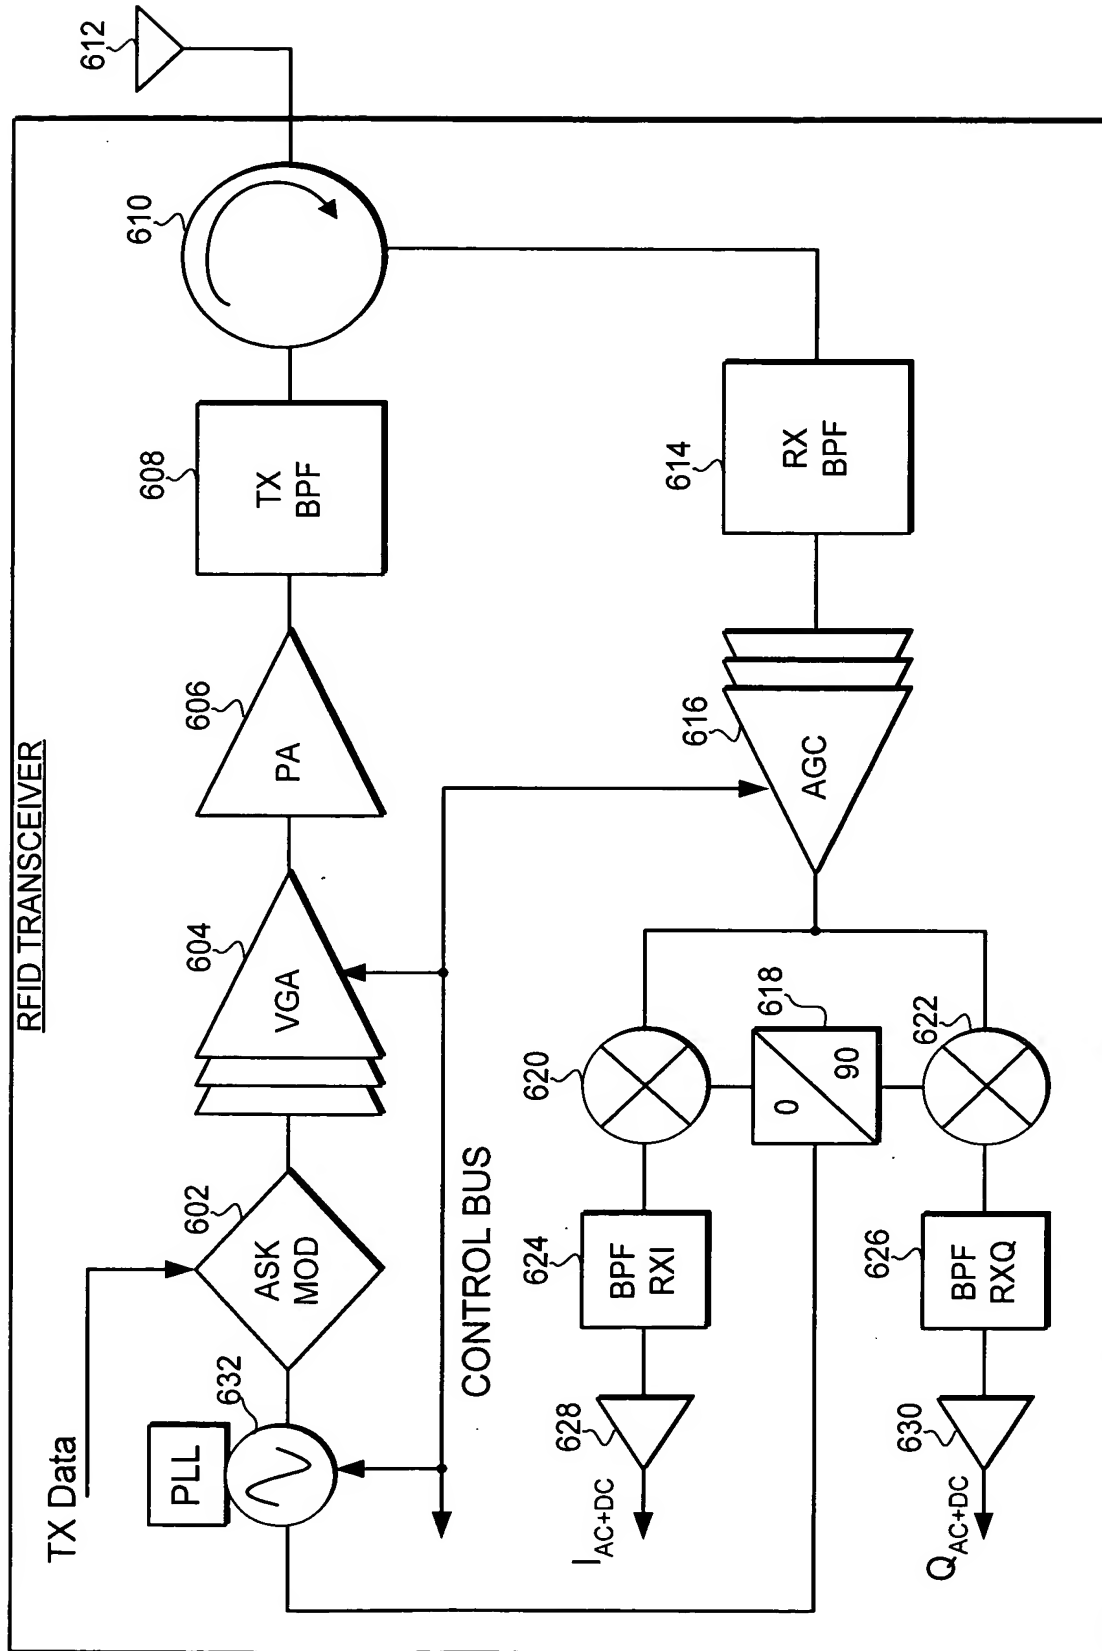 RFID TRANSCEIVER
TX Data
PLL
632
ASK
MOD
602
VGA
604
PA
606
TX
BPF
608
610
612
CONTROL BUS
RX
BPF
614
AGC
616
0
90
618
620
622
BPF
RXI
624
BPF
RXQ
626
628
630
I AC+DC
Q AC+DC